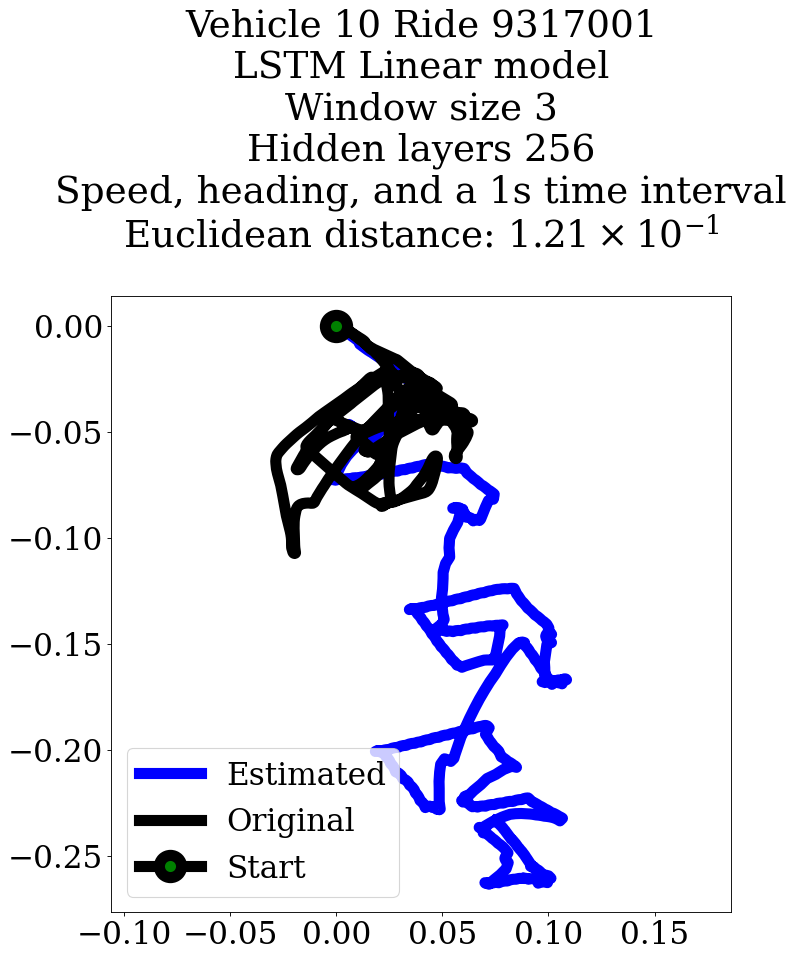 Vehicle 10 Ride 9317001
LSTM Linear model
Window size 3
Hidden layers 256
Speed, heading, and a 1s time interval
Euclidean distance: 1.21 × 10⁻¹
0.00
−0.05
−0.10
−0.15
−0.20
−0.25
Estimated
Original
Start
−0.10 −0.05 0.00 0.05 0.10 0.15